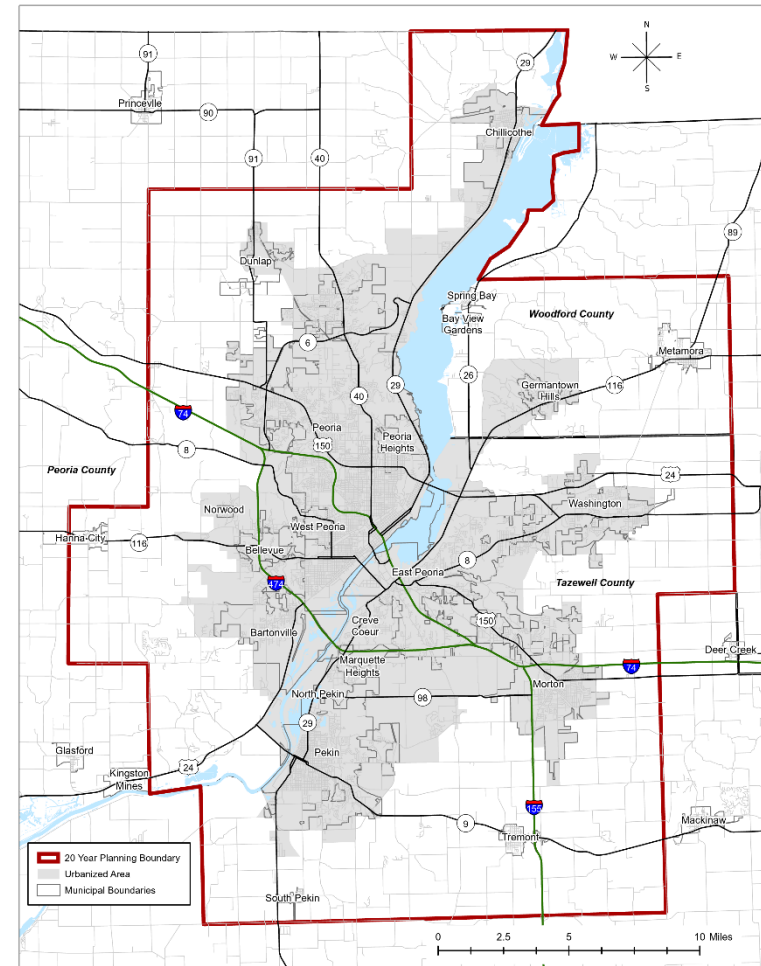 N
W E
S
91
29
Princeville
90
Chillicothe
91
40
89
Dunlap
Spring Bay
Bay View
Gardens
Woodford County
6
Metamora
26
29
40
Germantown
Hills
116
74
Peoria
150
Peoria
Heights
8
Peoria County
24
Washington
Norwood
West Peoria
Hanna-City
116
Bellevue
8
East Peoria
474
Tazewell County
Bartonville
Creve
Coeur
150
Deer Creek
Marquette
Heights
74
Morton
North Pekin
98
29
Pekin
Glasford
24
Kingston
Mines
155
9
Mackinaw
Tremont
20 Year Planning Boundary
Urbanized Area
Municipal Boundaries
South Pekin
0 2.5 5 10 Miles